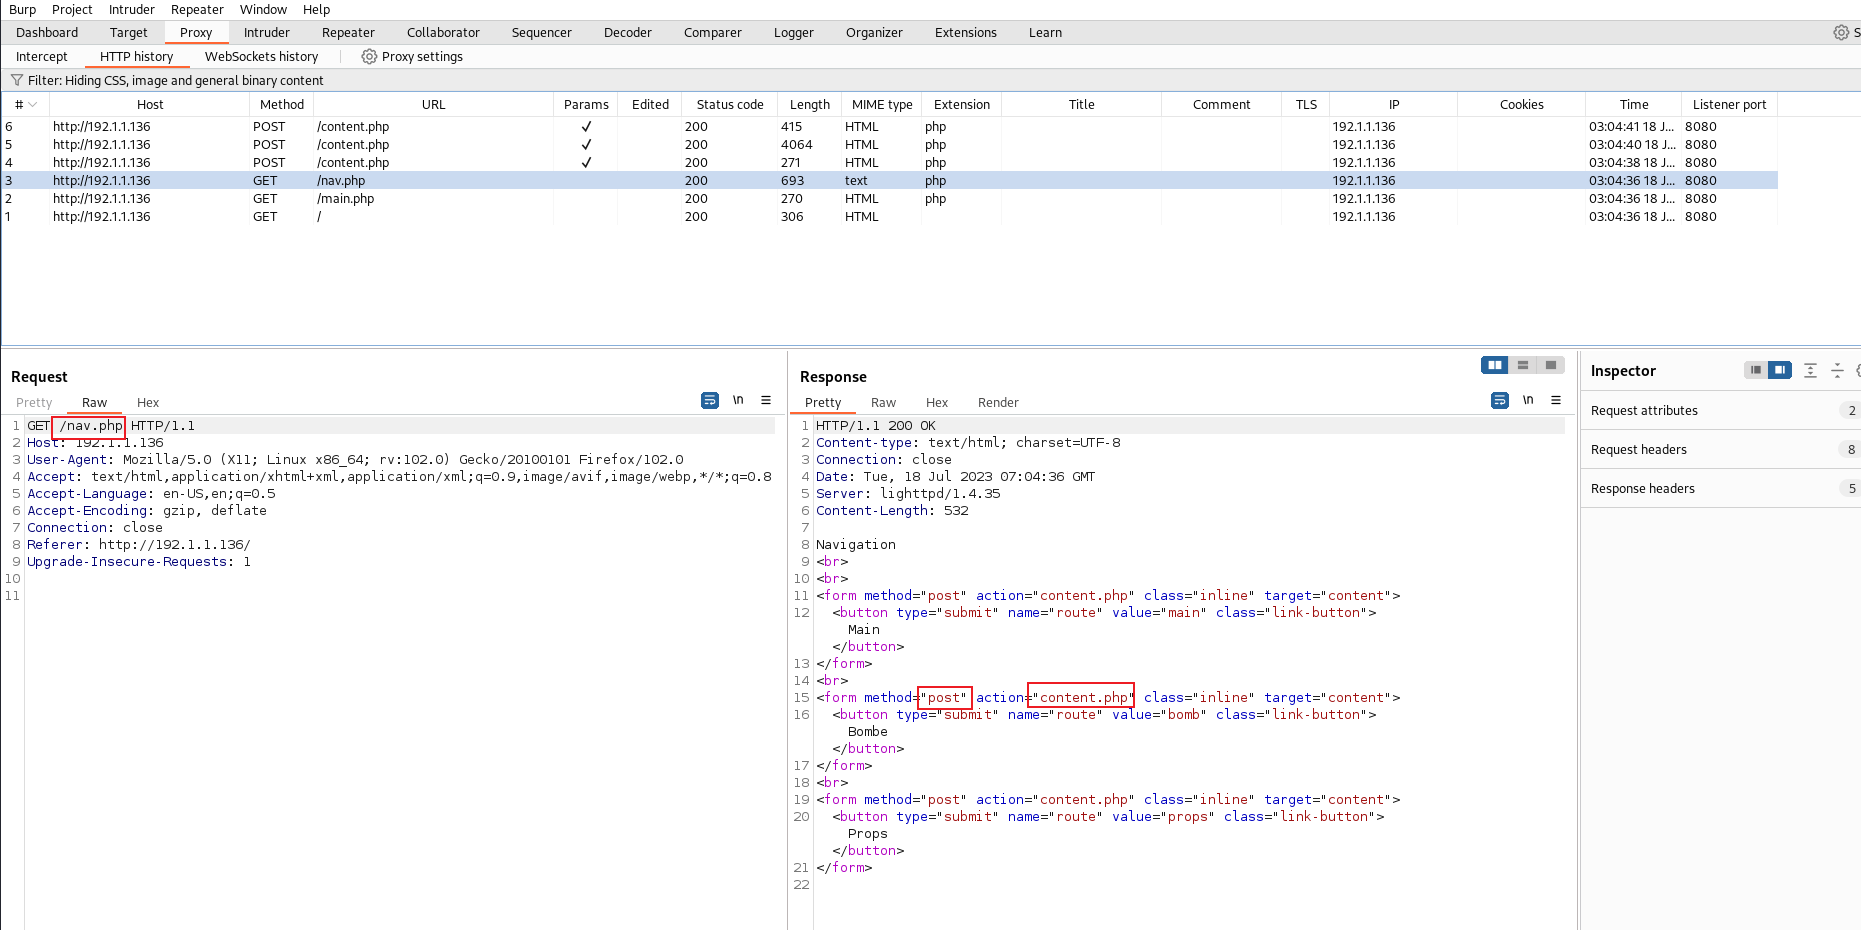 Burp Project Intruder Repeater Window Help
Dashboard Target Proxy Intruder Repeater Collaborator Sequencer Decoder Comparer Logger Organizer Extensions Learn S
Intercept HTTP history WebSockets history Proxy settings
Filter: Hiding CSS, image and general binary content
# Host Method URL Params Edited Status code Length MIME type Extension Title Comment TLS IP Cookies Time Listener port
6 http://192.1.1.136 POST /content.php ✓ 200 415 HTML php 192.1.1.136 03:04:41 18 J... 8080
5 http://192.1.1.136 POST /content.php ✓ 200 4064 HTML php 192.1.1.136 03:04:40 18 J... 8080
4 http://192.1.1.136 POST /content.php ✓ 200 271 HTML php 192.1.1.136 03:04:38 18 J... 8080
3 http://192.1.1.136 GET /nav.php 200 693 text php 192.1.1.136 03:04:36 18 J... 8080
2 http://192.1.1.136 GET /main.php 200 270 HTML php 192.1.1.136 03:04:36 18 J... 8080
1 http://192.1.1.136 GET / 200 306 HTML 192.1.1.136 03:04:36 18 J... 8080
Request
Pretty Raw Hex \n
1 GET /nav.php HTTP/1.1
2 Host: 192.1.1.136
3 User-Agent: Mozilla/5.0 (X11; Linux x86_64; rv:102.0) Gecko/20100101 Firefox/102.0
4 Accept: text/html,application/xhtml+xml,application/xml;q=0.9,image/avif,image/webp,*/*;q=0.8
5 Accept-Language: en-US,en;q=0.5
6 Accept-Encoding: gzip, deflate
7 Connection: close
8 Referer: http://192.1.1.136/
9 Upgrade-Insecure-Requests: 1
10
11
Response
Pretty Raw Hex Render \n
1 HTTP/1.1 200 OK
2 Content-type: text/html; charset=UTF-8
3 Connection: close
4 Date: Tue, 18 Jul 2023 07:04:36 GMT
5 Server: lighttpd/1.4.35
6 Content-Length: 532
7
8 Navigation
9 <br>
10 <br>
11 <form method="post" action="content.php" class="inline" target="content">
12 <button type="submit" name="route" value="main" class="link-button">
Main
</button>
13 </form>
14 <br>
15 <form method="post" action="content.php" class="inline" target="content">
16 <button type="submit" name="route" value="bomb" class="link-button">
Bombe
</button>
17 </form>
18 <br>
19 <form method="post" action="content.php" class="inline" target="content">
20 <button type="submit" name="route" value="props" class="link-button">
Props
</button>
21 </form>
22
Inspector
Request attributes 2
Request headers 8
Response headers 5